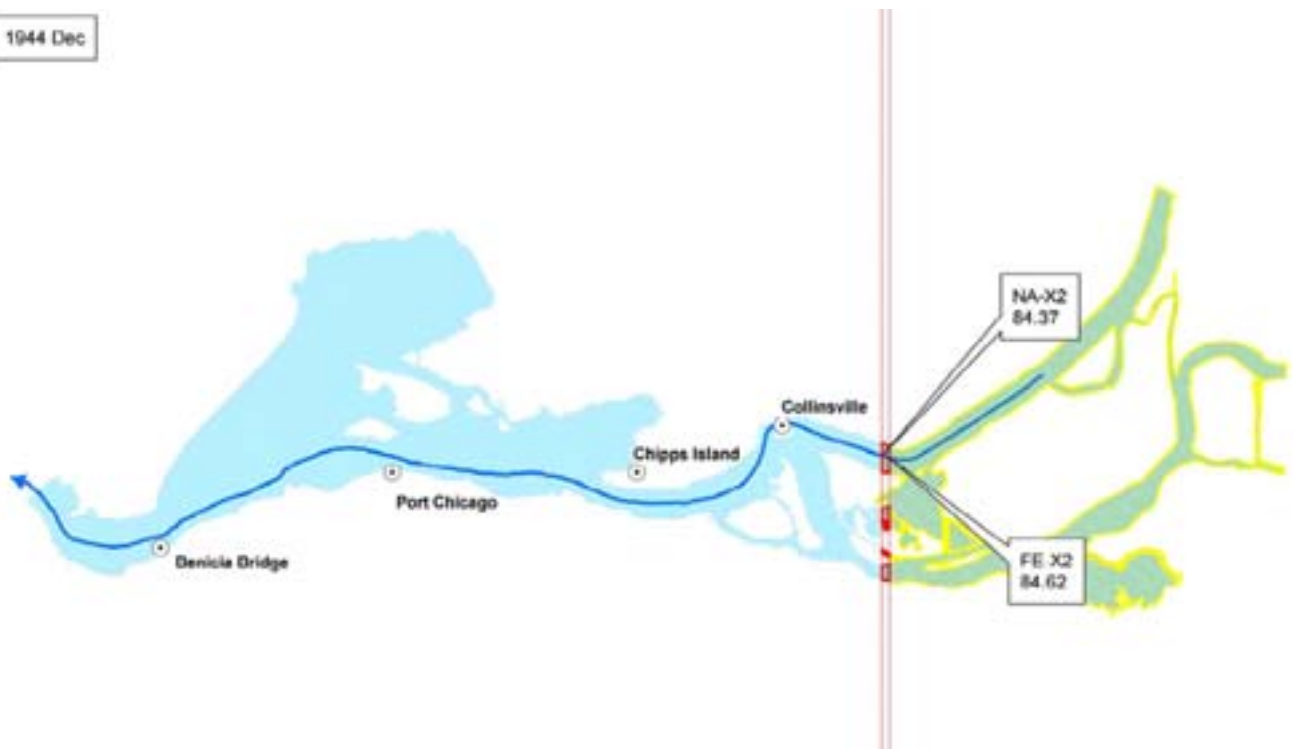 1944 Dec
NA-X2
84.37
Collinsville
Chipps Island
Port Chicago
Benicia Bridge
FE X2
84.62